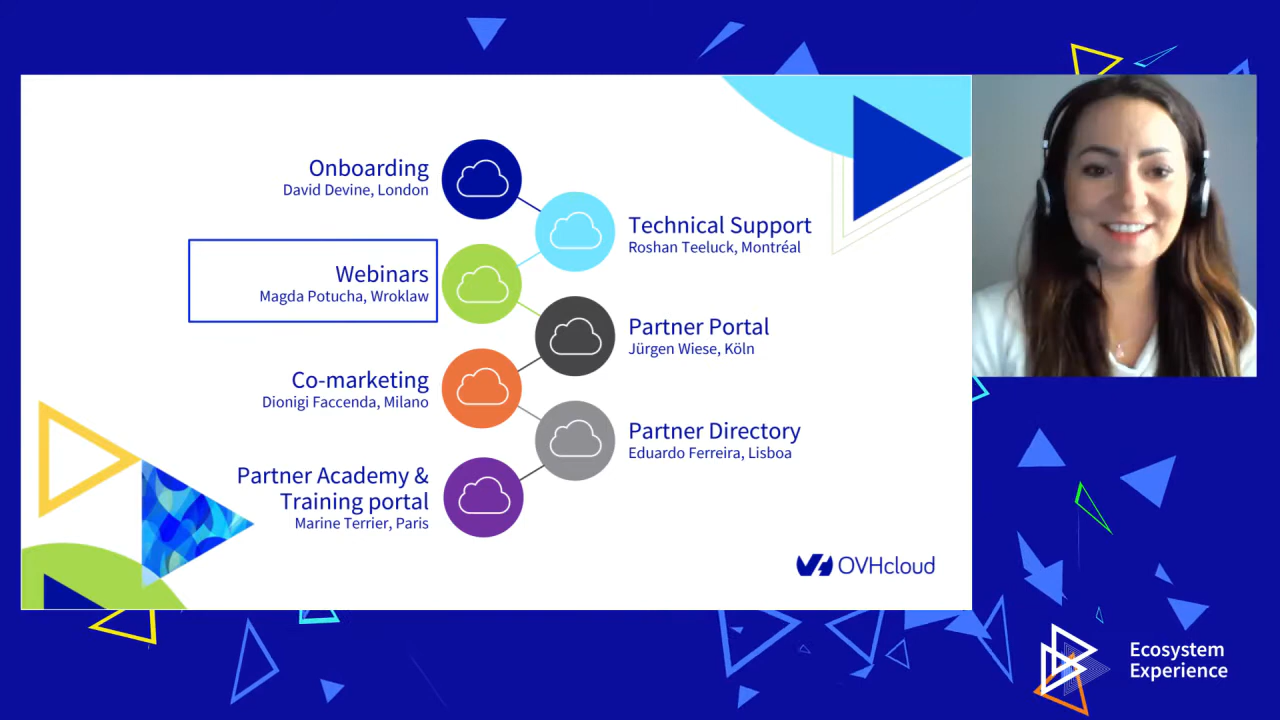 Onboarding
David Devine, London
Technical Support
Roshan Teeluck, Montréal
Webinars
Magda Potucha, Wroklaw
Partner Portal
Jürgen Wiese, Köln
Co-marketing
Dionigi Faccenda, Milano
Partner Directory
Eduardo Ferreira, Lisboa
Partner Academy &
Training portal
Marine Terrier, Paris
OVHcloud
Ecosystem
Experience